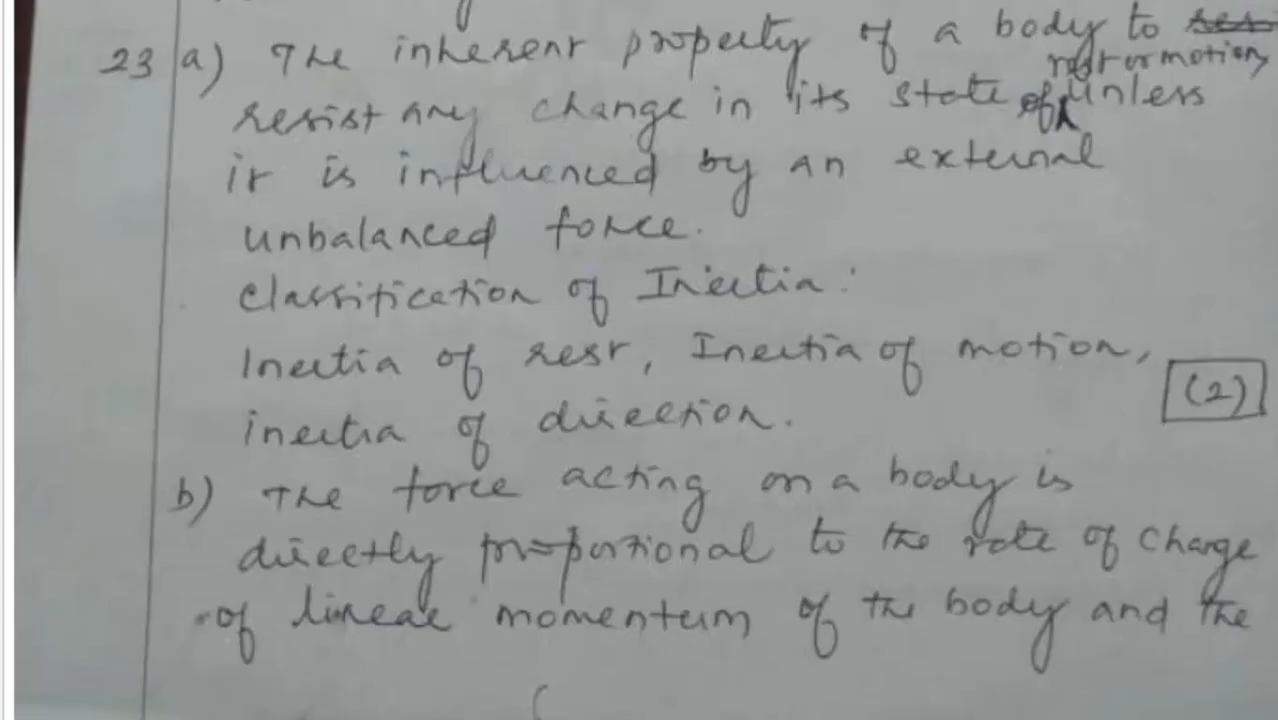 23 a) The inherent property of a body to
resist any change in its state of rest or motion, unless
it is influenced by an external
unbalanced force.
Classification of Inertia:
Inertia of rest, Inertia of motion,
inertia of direction.
(2)
b) The force acting on a body is
directly proportional to the rate of change
of linear momentum of the body and the